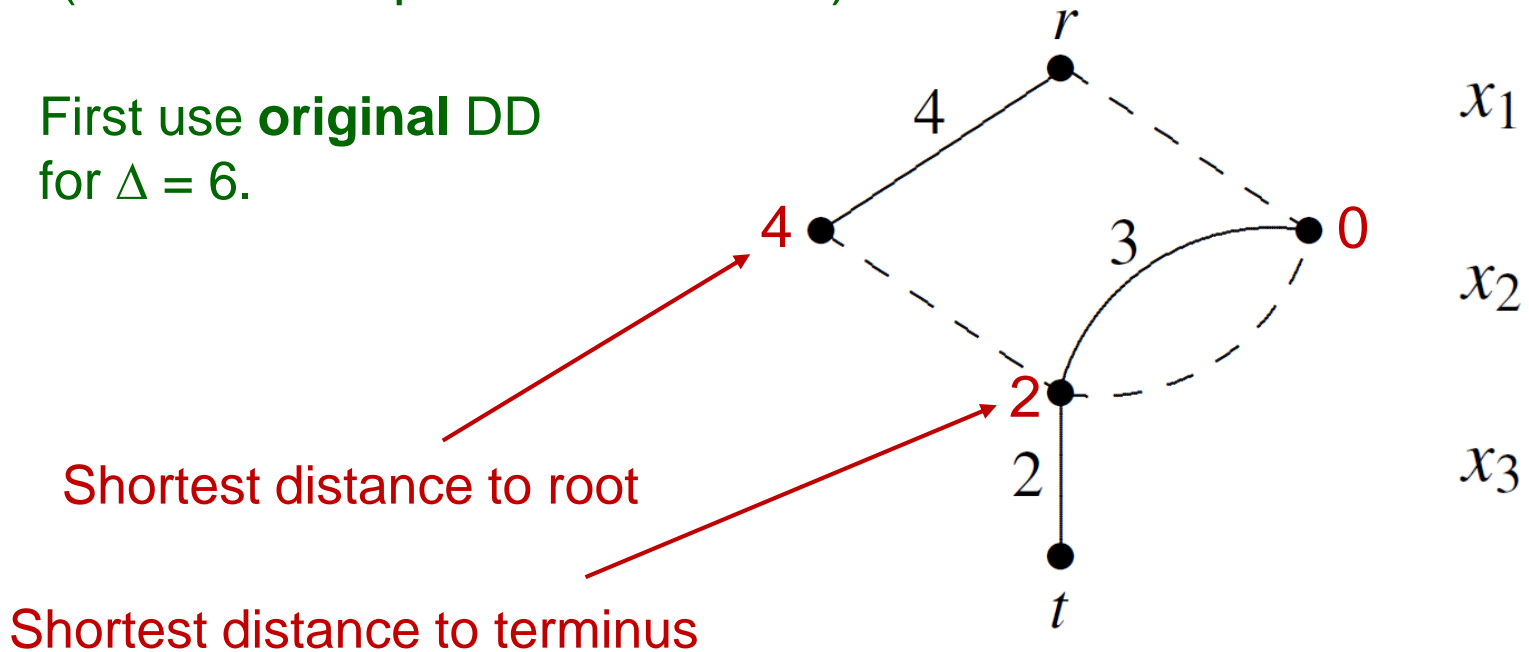 First use original DD
for Δ = 6.
r
x1
4
4
0
3
x2
2
Shortest distance to root
2
x3
Shortest distance to terminus
t